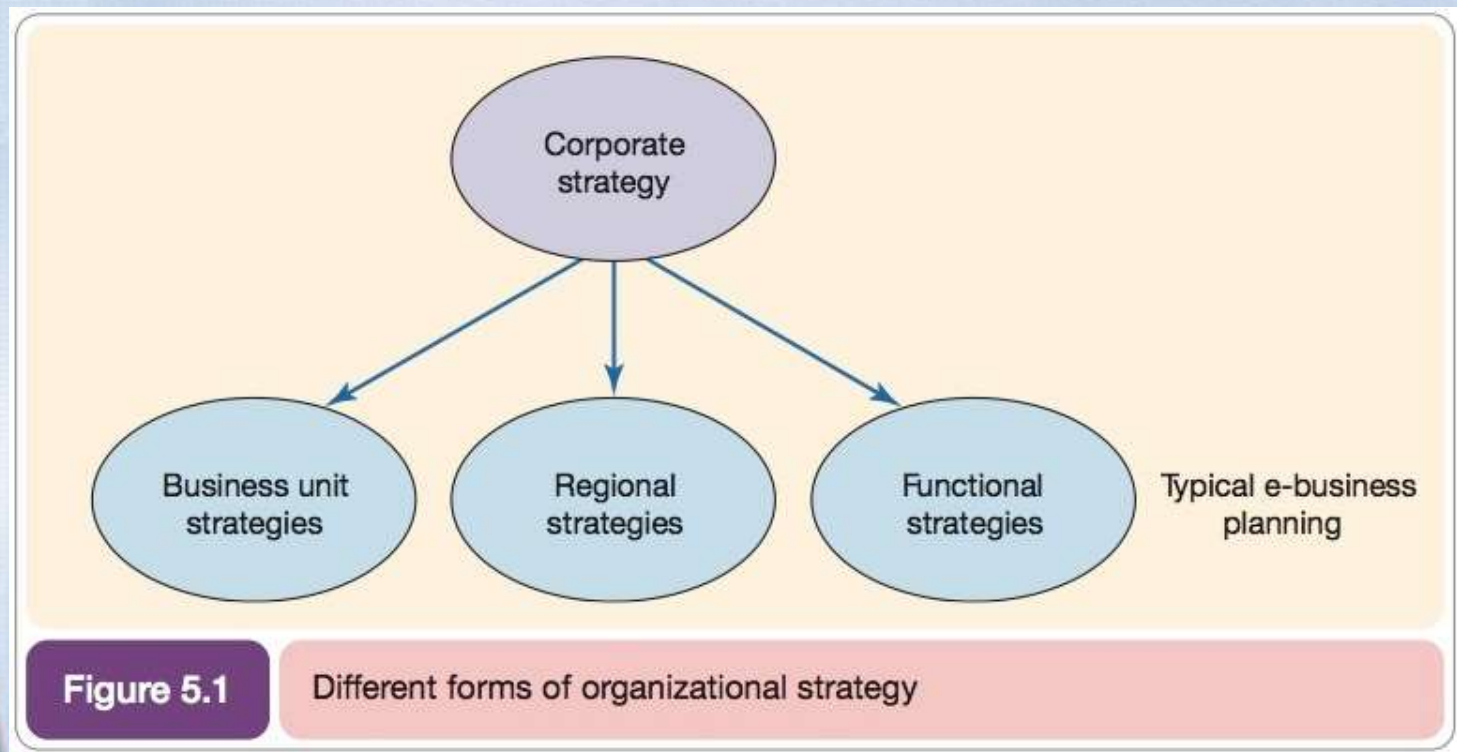 Corporate
strategy
Business unit
strategies
Regional
strategies
Functional
strategies
Typical e-business
planning
Figure 5.1
Different forms of organizational strategy